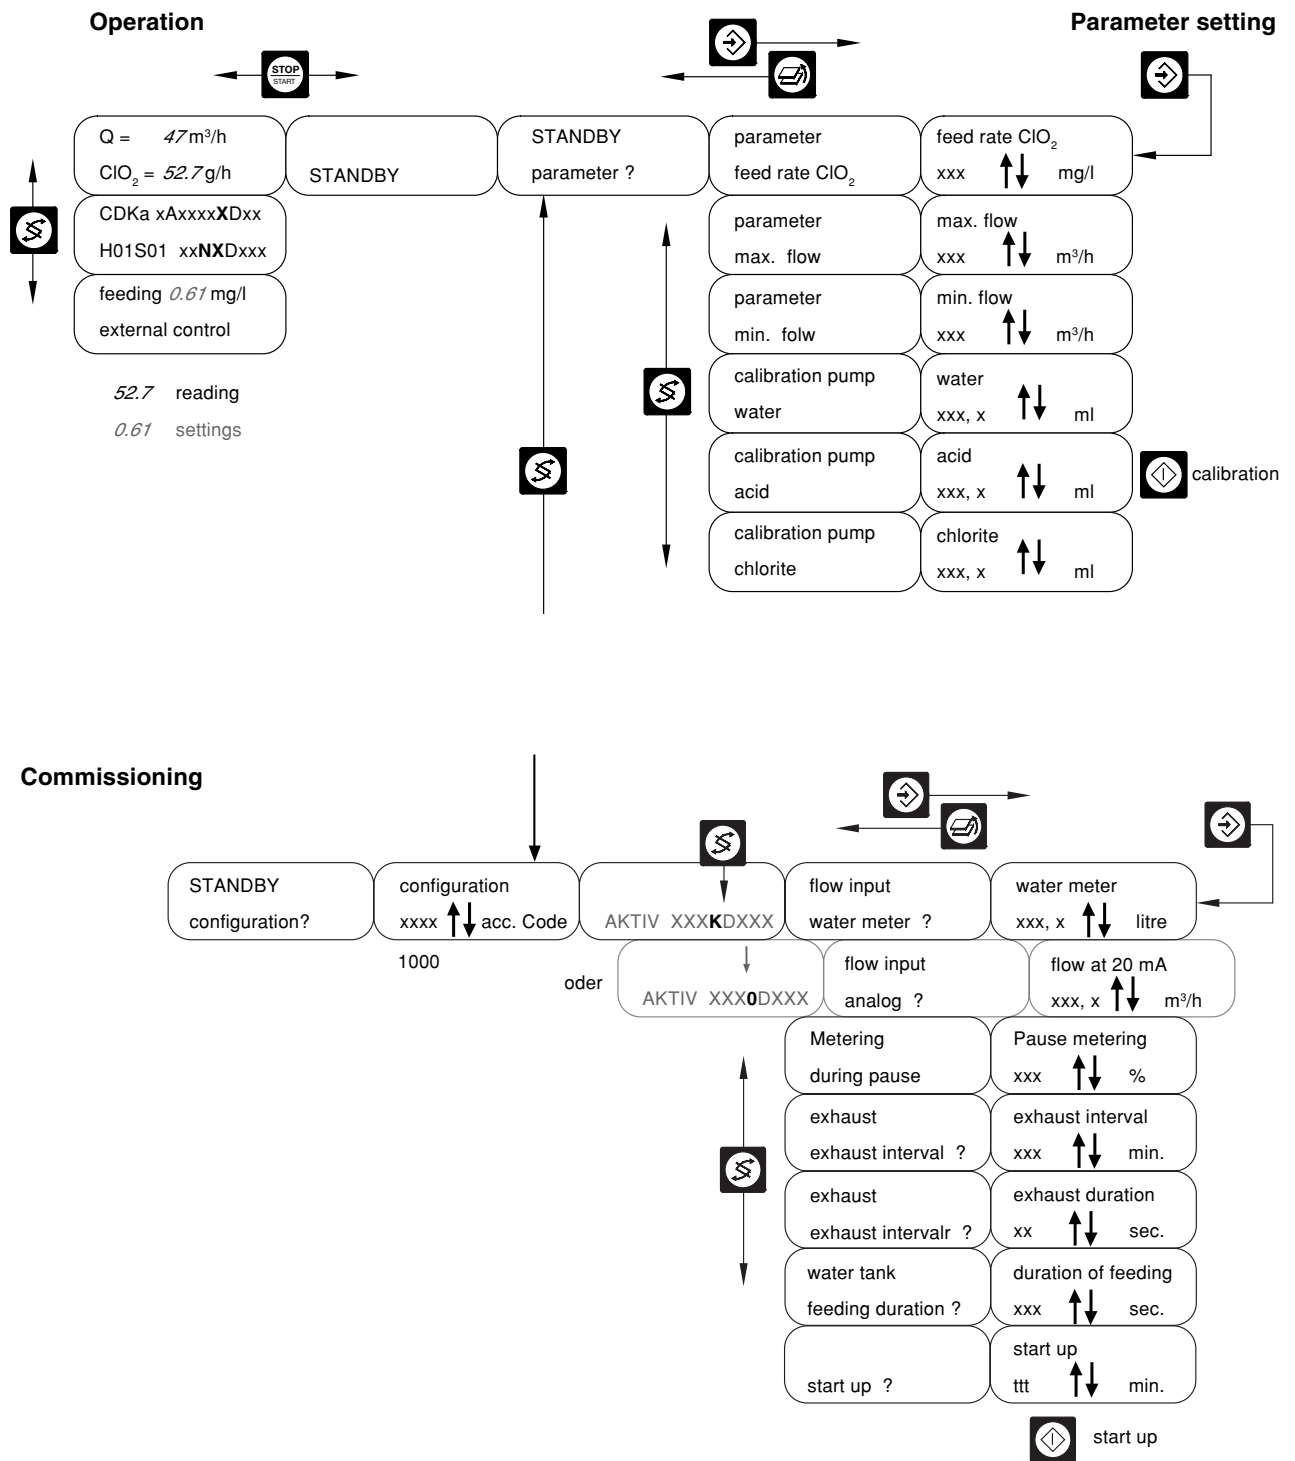 Operation
Parameter setting
STOP
START
Q = 47 m³/h
ClO₂ = 52.7 g/h
STANDBY
STANDBY
parameter ?
parameter
feed rate ClO₂
feed rate ClO₂
xxx mg/l
CDKa xAxxxxXDxx
H01S01 xxNXDxxx
parameter
max. flow
max. flow
xxx m³/h
feeding 0.61 mg/l
external control
parameter
min. folw
min. flow
xxx m³/h
52.7 reading
0.61 settings
calibration pump
water
water
xxx, x ml
calibration pump
acid
acid
xxx, x ml
calibration
calibration pump
chlorite
chlorite
xxx, x ml
Commissioning
STANDBY
configuration?
configuration
xxxx acc. Code
1000
AKTIV XXXKDXXX
flow input
water meter ?
water meter
xxx, x litre
oder
AKTIV XXX0DXXX
flow input
analog ?
flow at 20 mA
xxx, x m³/h
Metering
during pause
Pause metering
xxx %
exhaust
exhaust interval ?
exhaust interval
xxx min.
exhaust
exhaust intervalr ?
exhaust duration
xx sec.
water tank
feeding duration ?
duration of feeding
xxx sec.
start up ?
start up
ttt min.
start up